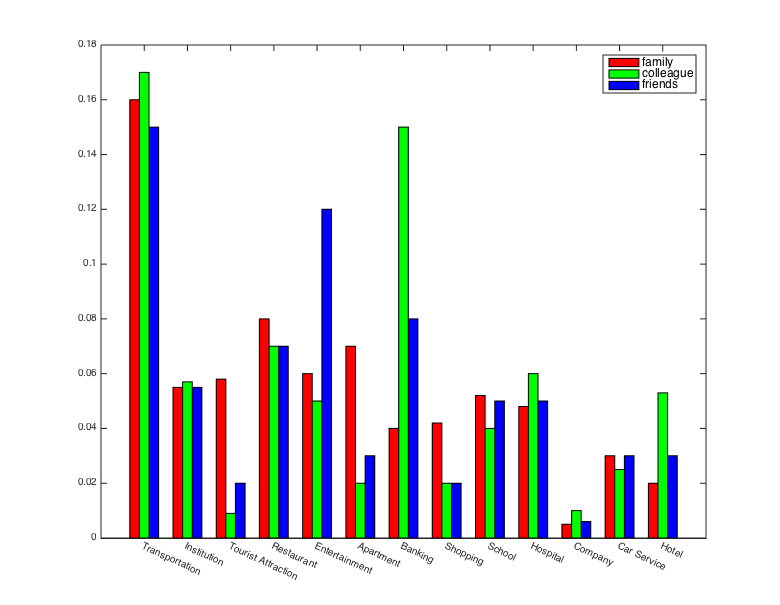 0.18
family
colleague
friends
0.16
0.14
0.12
0.1
0.08
0.06
0.04
0.02
0
Transportation
Institution
Tourist Attraction
Restaurant
Entertainment
Apartment
Banking
Shopping
School
Hospital
Company
Car Service
Hotel